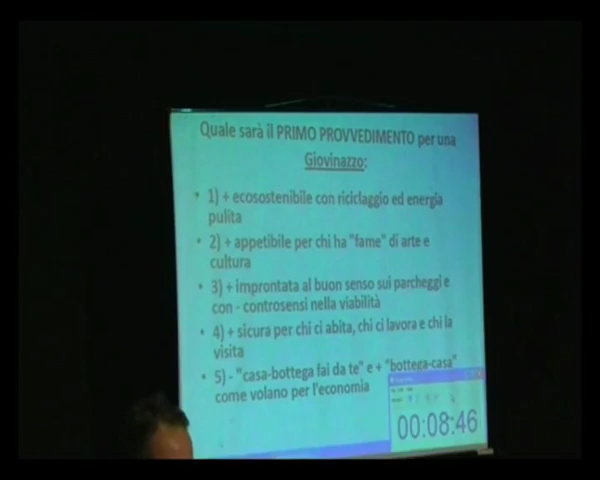 Quale sarà il PRIMO PROVVEDIMENTO per una
Giovinazzo:
• 1) + ecosostenibile con riciclaggio ed energia
pulita
• 2) + appetibile per chi ha "fame" di arte e
cultura
• 3) + improntata al buon senso sui parcheggi e
con - controsensi nella viabilità
• 4) + sicura per chi ci abita, chi ci lavora e chi la
visita
• 5) - "casa-bottega fai da te" e + "bottega-casa"
come volano per l'economia
00:08:46